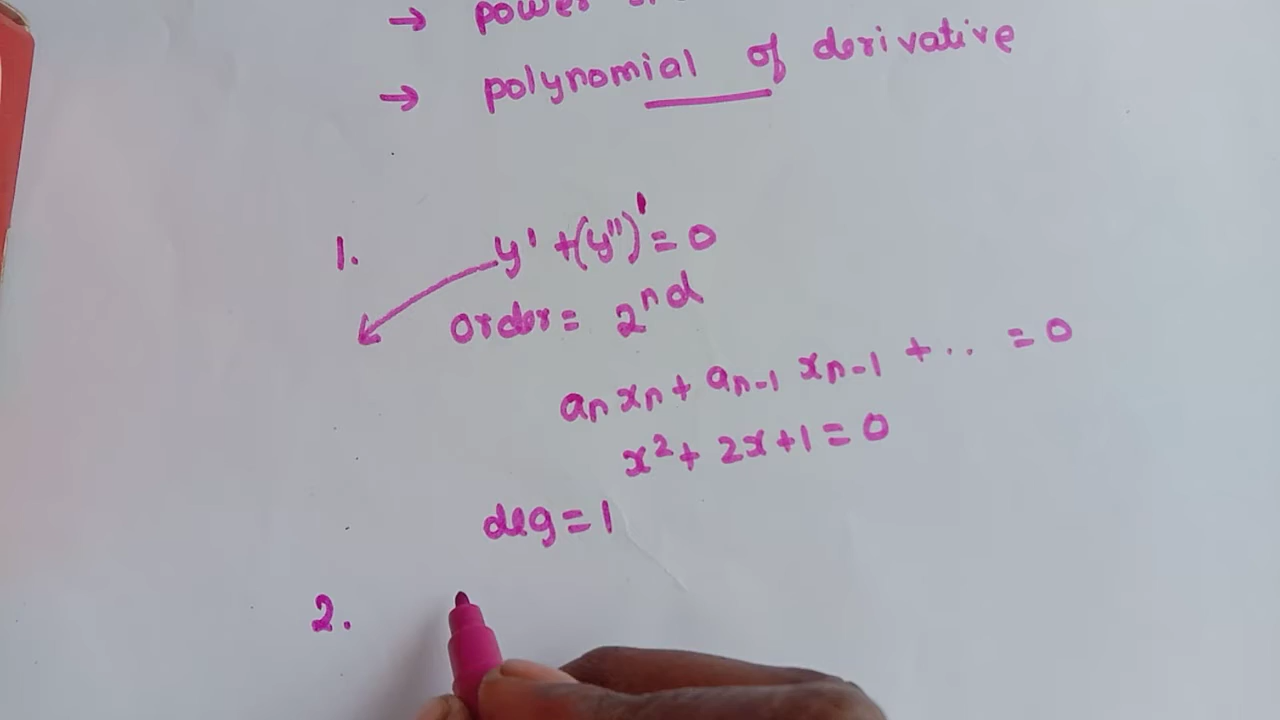 → power
→ polynomial of derivative
1. y' + (y'')' = 0
order = 2nd
an xn + an-1 xn-1 + .. = 0
x² + 2x + 1 = 0
deg = 1
2.